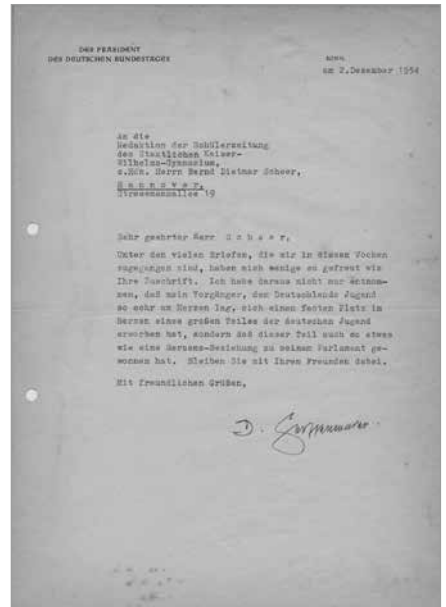 DER PRÄSIDENT
DES DEUTSCHEN BUNDESTAGES
BONN
am 2.Dezember 1954
An die
Redaktion der Schülerzeitung
des Staatlichen Kaiser-
Wilhelms-Gymnasium,
z.Hdn. Herrn Bernd Dietmar Scheer,
Hannover,
Stresemannallee 19
Sehr geehrter Herr
Unter den vielen Briefen, die mir in diesen Wochen
zugegangen sind, haben mich wenige so gefreut wie
Ihre Zuschrift. Ich habe daraus nicht nur entnom-
men, daß mein Vorgänger, dem Deutschlands Jugend
so sehr am Herzen lag, sich einen festen Platz im
Herzen eines großen Teiles der deutschen Jugend
erworben hat, sondern daß dieser Teil auch so etwas
wie eine Herzens-Beziehung zu seinem Parlament ge-
wonnen hat. Bleiben Sie mit Ihren Freunden dabei.
Mit freundlichen Grüßen,
D. Gerstenmaier